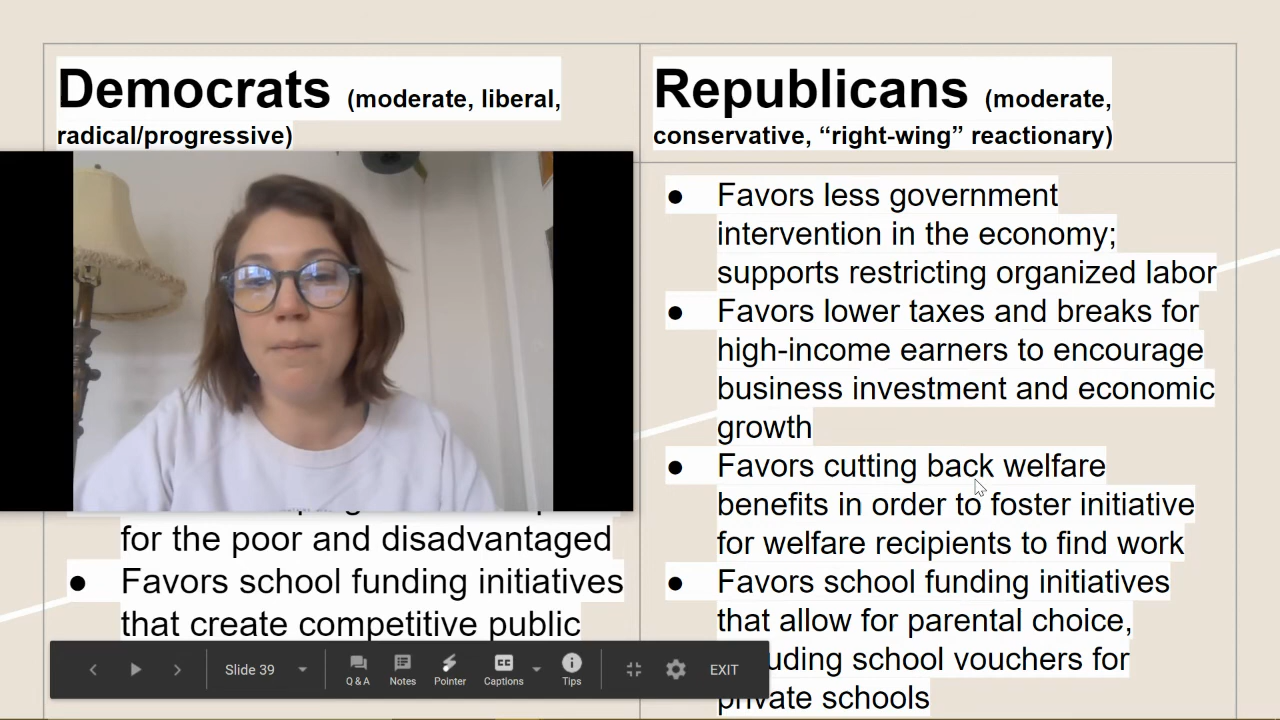 Democrats (moderate, liberal,
radical/progressive)
for the poor and disadvantaged
● Favors school funding initiatives
that create competitive public
Republicans (moderate,
conservative, “right-wing” reactionary)
● Favors less government
intervention in the economy;
supports restricting organized labor
● Favors lower taxes and breaks for
high-income earners to encourage
business investment and economic
growth
● Favors cutting back welfare
benefits in order to foster initiative
for welfare recipients to find work
● Favors school funding initiatives
that allow for parental choice,
school vouchers for
private schools
Slide 39
Q & A
Notes
Pointer
CC
Captions
Tips
EXIT